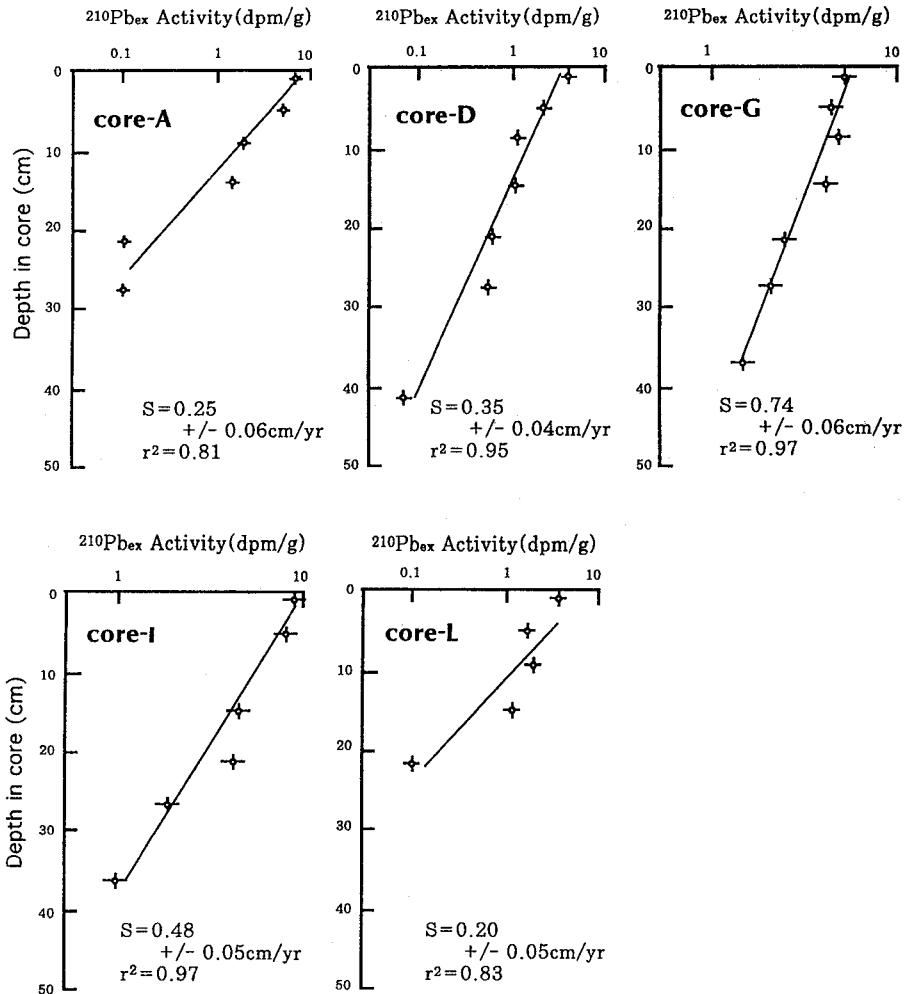 210Pbex Activity(dpm/g)
0.1 1 10
0
10
20
30
40
50
Depth in core (cm)
core-A
S=0.25
+/- 0.06cm/yr
r2=0.81
210Pbex Activity(dpm/g)
0.1 1 10
0
10
20
30
40
50
core-D
S=0.35
+/- 0.04cm/yr
r2=0.95
210Pbex Activity(dpm/g)
1 10
0
10
20
30
40
50
core-G
S=0.74
+/- 0.06cm/yr
r2=0.97
210Pbex Activity(dpm/g)
1 10
0
10
20
30
40
50
Depth in core (cm)
core-I
S=0.48
+/- 0.05cm/yr
r2=0.97
210Pbex Activity(dpm/g)
0.1 1 10
0
10
20
30
40
50
core-L
S=0.20
+/- 0.05cm/yr
r2=0.83